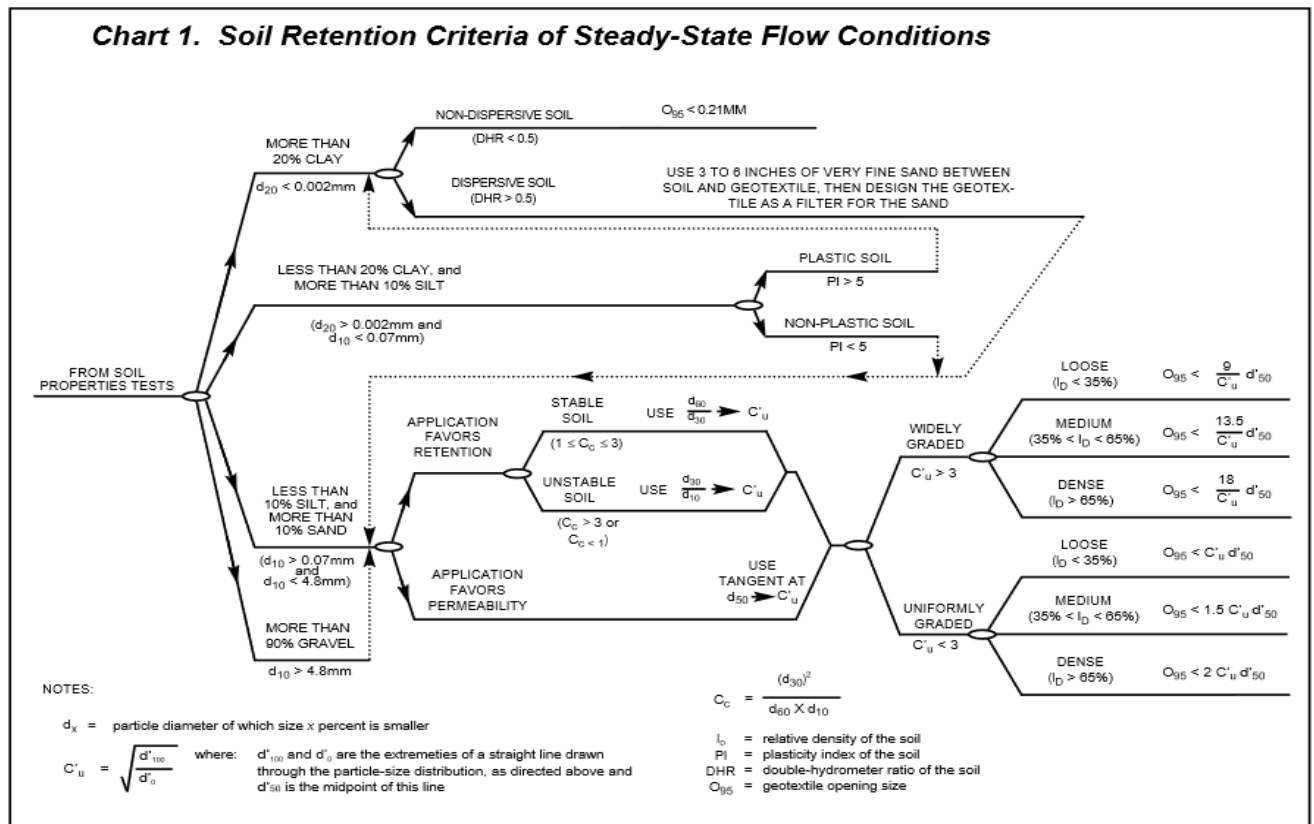 Chart 1. Soil Retention Criteria of Steady-State Flow Conditions
NON-DISPERSIVE SOIL
(DHR < 0.5)
O95 < 0.21MM
MORE THAN
20% CLAY
d20 < 0.002mm
DISPERSIVE SOIL
(DHR > 0.5)
USE 3 TO 6 INCHES OF VERY FINE SAND BETWEEN
SOIL AND GEOTEXTILE, THEN DESIGN THE GEOTEX-
TILE AS A FILTER FOR THE SAND
LESS THAN 20% CLAY, and
MORE THAN 10% SILT
(d20 > 0.002mm and
d10 < 0.07mm)
PLASTIC SOIL
PI > 5
NON-PLASTIC SOIL
PI < 5
FROM SOIL
PROPERTIES TESTS
LESS THAN
10% SILT, and
MORE THAN
10% SAND
(d10 > 0.07mm
and
d10 < 4.8mm)
MORE THAN
90% GRAVEL
d10 > 4.8mm
APPLICATION
FAVORS
RETENTION
STABLE
SOIL
(1 ≤ Cc ≤ 3)
USE d60/d30 → C'u
UNSTABLE
SOIL
(Cc > 3 or
Cc < 1)
USE d30/d10 → C'u
APPLICATION
FAVORS
PERMEABILITY
USE
TANGENT AT
d50 → C'u
WIDELY
GRADED
C'u > 3
LOOSE
(ID < 35%)
O95 < 9/C'u d'50
MEDIUM
(35% < ID < 65%)
O95 < 13.5/C'u d'50
DENSE
(ID > 65%)
O95 < 18/C'u d'50
UNIFORMLY
GRADED
C'u < 3
LOOSE
(ID < 35%)
O95 < C'u d'50
MEDIUM
(35% < ID < 65%)
O95 < 1.5 C'u d'50
DENSE
(ID > 65%)
O95 < 2 C'u d'50
NOTES:
dx = particle diameter of which size x percent is smaller
C'u = √(d'100/d'0) where: d'100 and d'0 are the extremeties of a straight line drawn
through the particle-size distribution, as directed above and
d'50 is the midpoint of this line
Cc = (d30)²/d60 X d10
ID = relative density of the soil
PI = plasticity index of the soil
DHR = double-hydrometer ratio of the soil
O95 = geotextile opening size